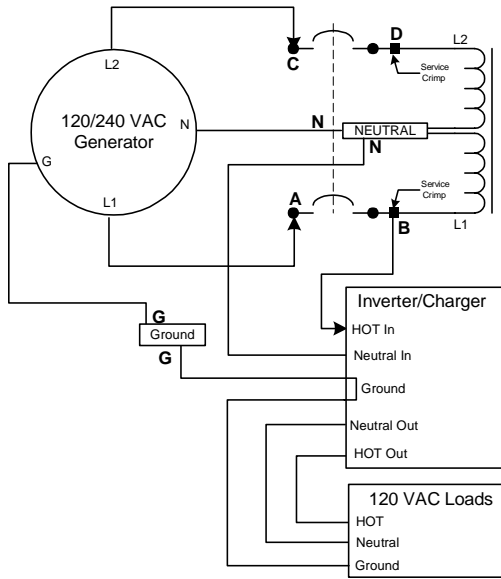 L2
D
L2
C
Service
Crimp
120/240 VAC
Generator
N
N
NEUTRAL
N
G
L1
A
Service
Crimp
B
L1
Inverter/Charger
G
Ground
G
HOT In
Neutral In
Ground
Neutral Out
HOT Out
120 VAC Loads
HOT
Neutral
Ground